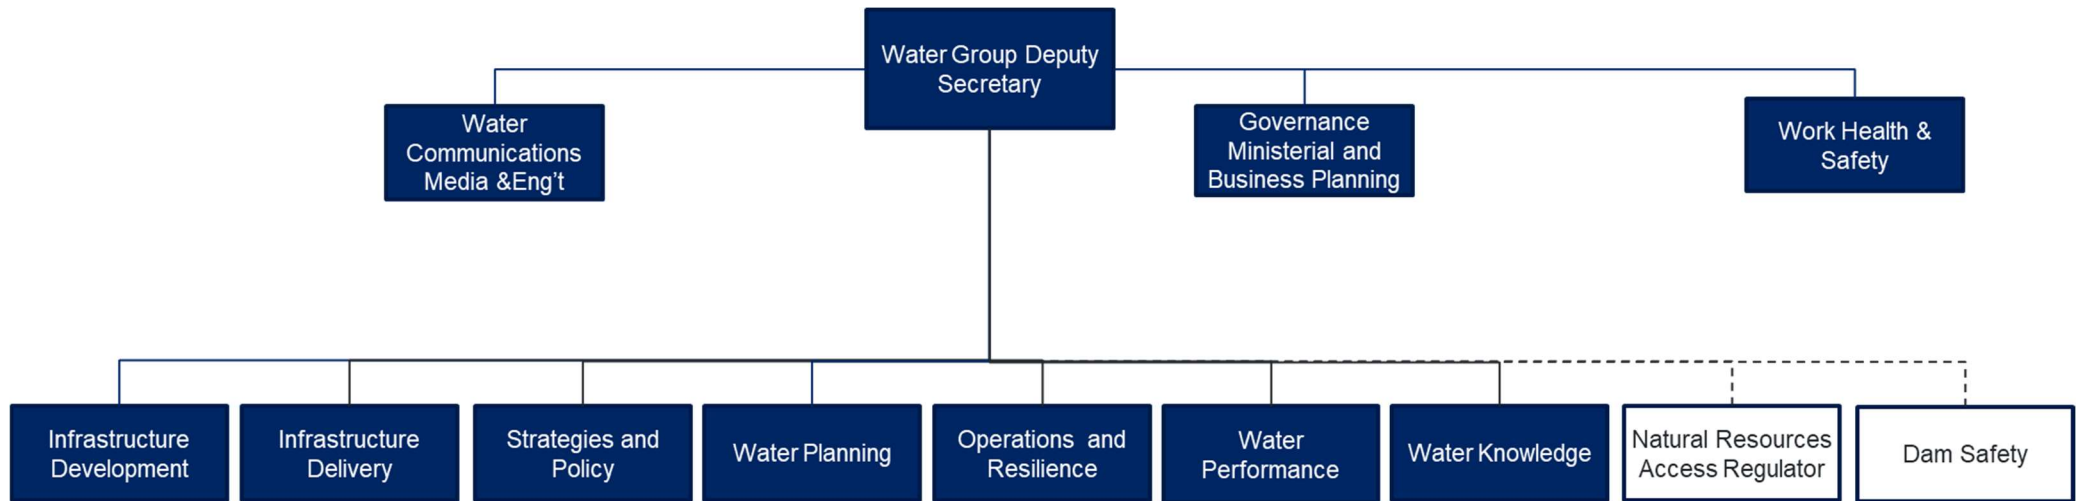 Water Group Deputy
Secretary
Water
Communications
Media &Eng't
Governance
Ministerial and
Business Planning
Work Health &
Safety
Infrastructure
Development
Infrastructure
Delivery
Strategies and
Policy
Water Planning
Operations and
Resilience
Water
Performance
Water Knowledge
Natural Resources
Access Regulator
Dam Safety